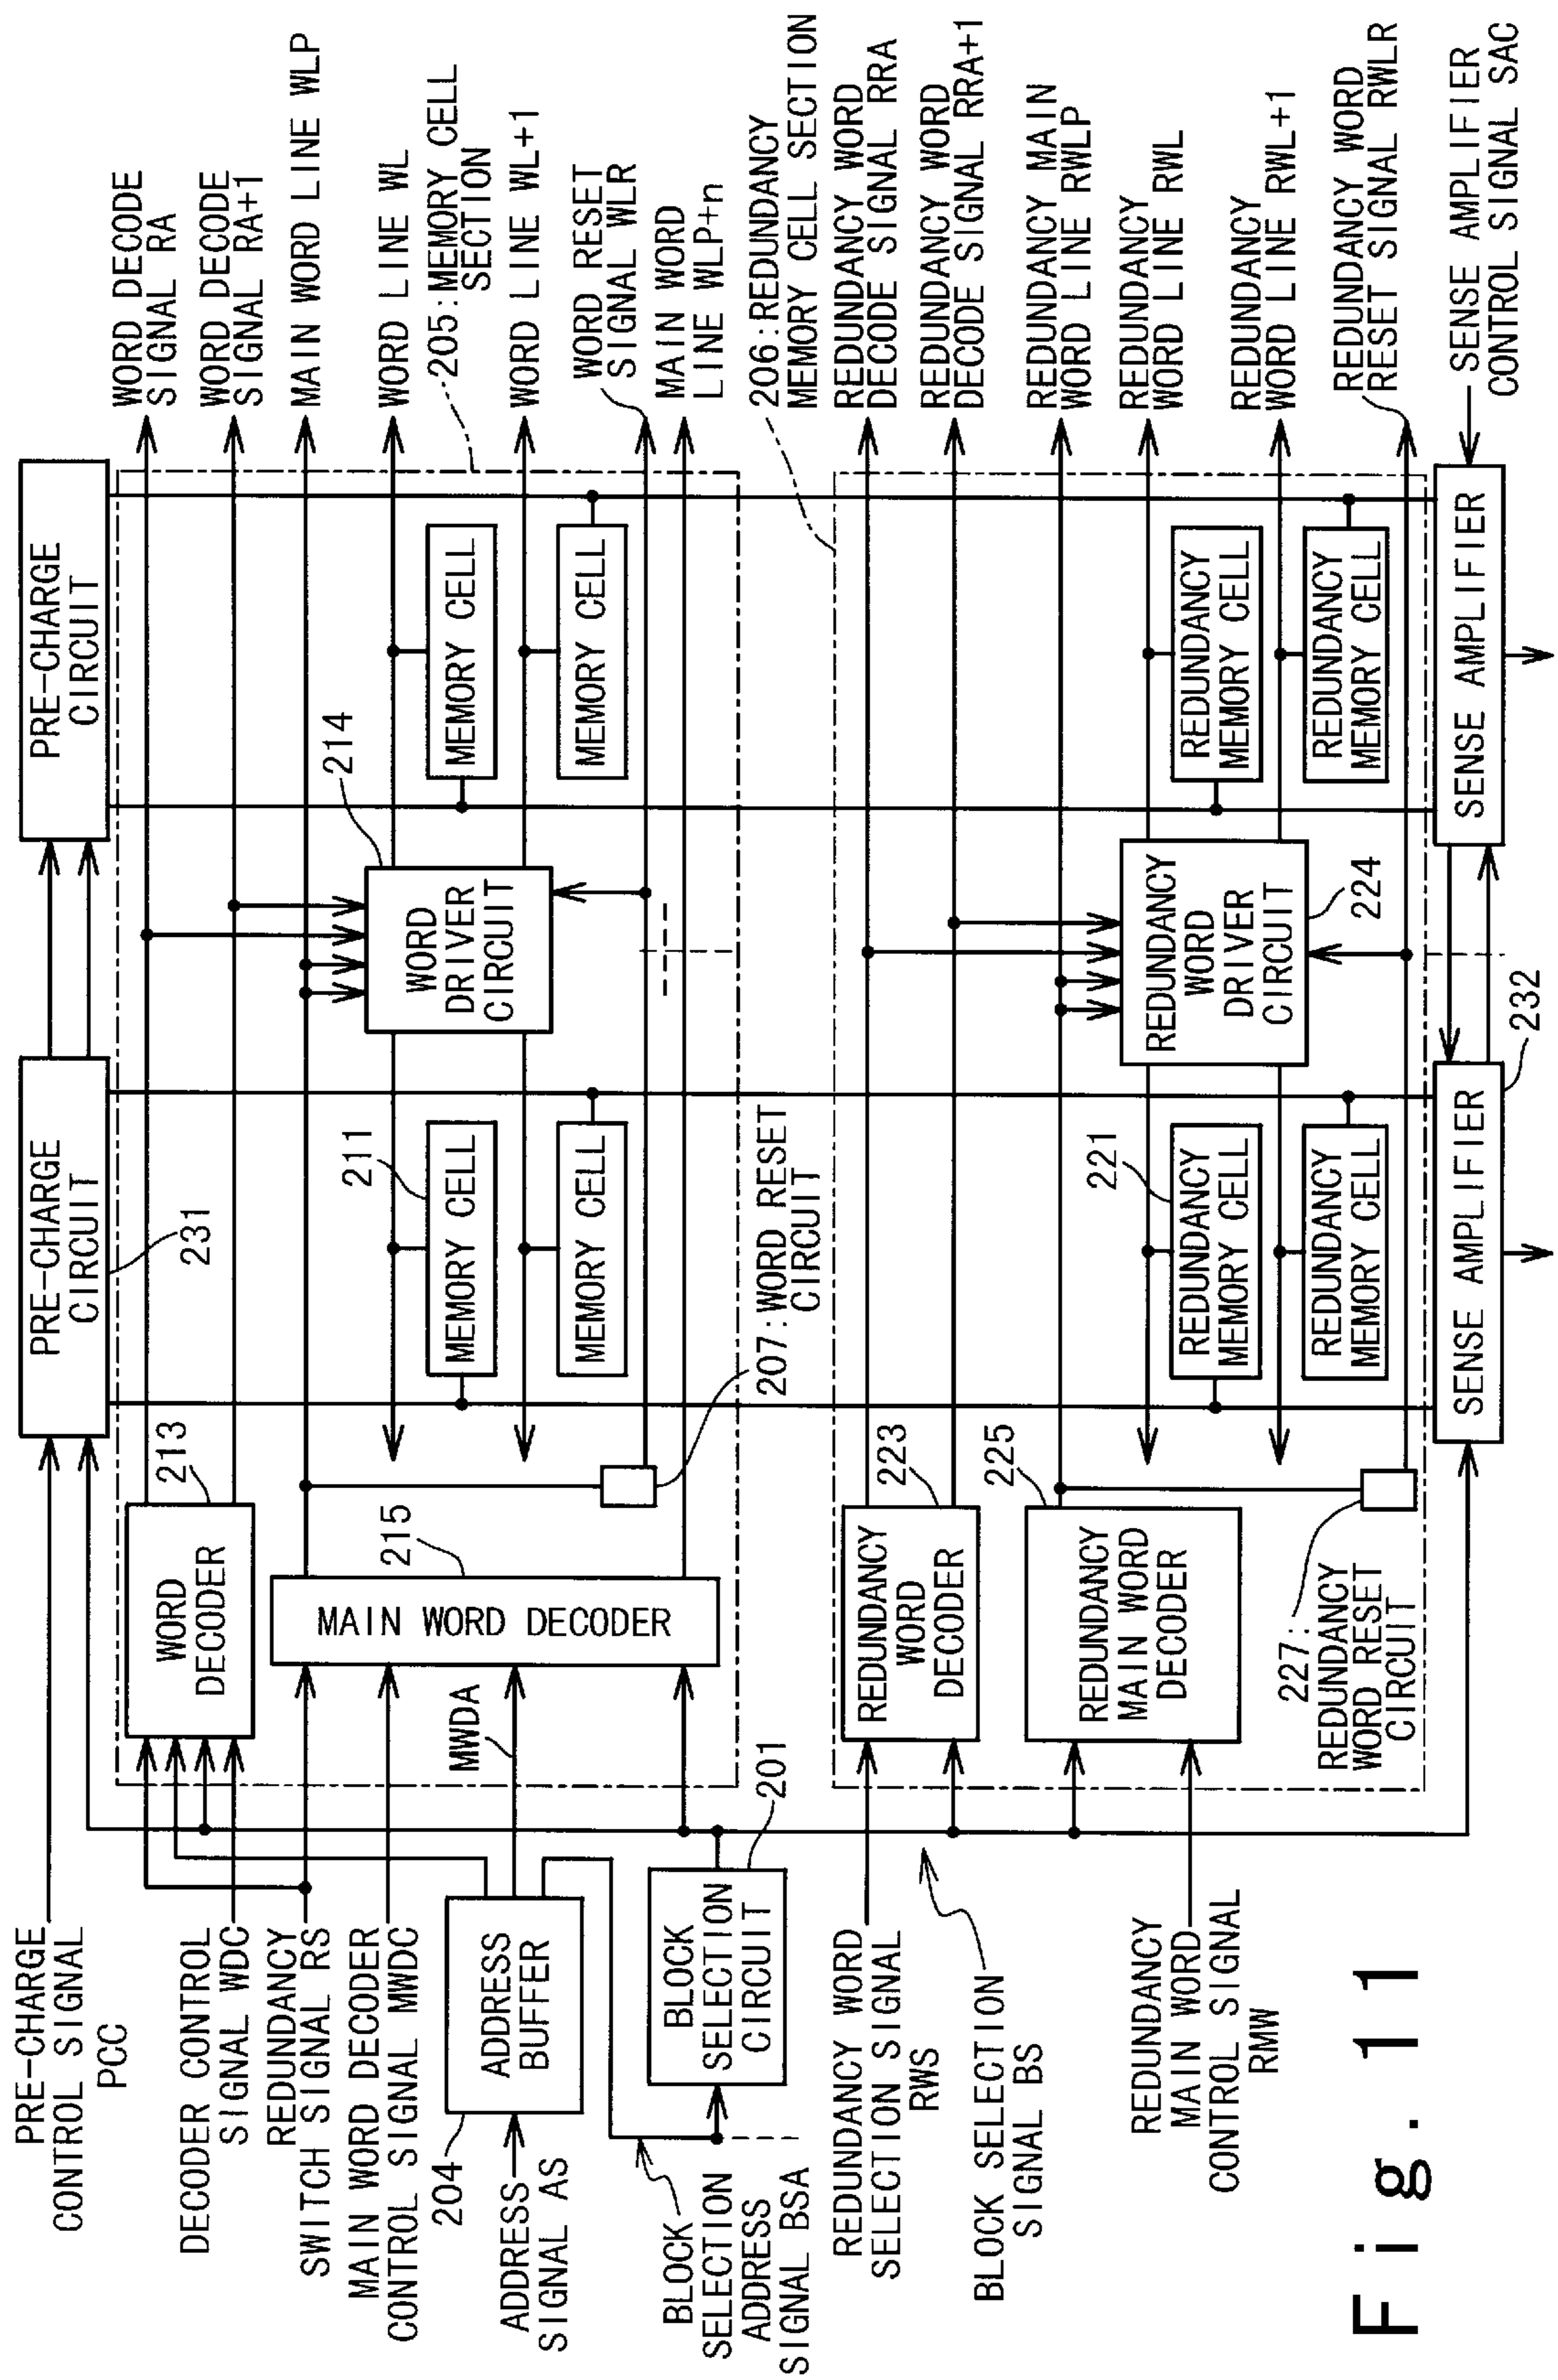 PRE-CHARGE
CONTROL SIGNAL
PCC
DECODER CONTROL
SIGNAL WDC
REDUNDANCY
SWITCH SIGNAL RS
MAIN WORD DECODER
CONTROL SIGNAL MWDC
204
ADDRESS
SIGNAL AS
ADDRESS
BUFFER
BLOCK
SELECTION
ADDRESS
SIGNAL BSA
BLOCK
SELECTION
CIRCUIT
201
MWDA
REDUNDANCY WORD
SELECTION SIGNAL
RWS
BLOCK SELECTION
SIGNAL BS
REDUNDANCY
MAIN WORD
CONTROL SIGNAL
RMW
WORD
DECODER
213
MAIN WORD DECODER
215
207:WORD RESET
CIRCUIT
REDUNDANCY
WORD
DECODER
223
REDUNDANCY
MAIN WORD
DECODER
225
227:
REDUNDANCY
WORD RESET
CIRCUIT
PRE-CHARGE
CIRCUIT
231
211
MEMORY CELL
MEMORY CELL
221
REDUNDANCY
MEMORY CELL
REDUNDANCY
MEMORY CELL
SENSE AMPLIFIER
232
WORD
DRIVER
CIRCUIT
214
REDUNDANCY
WORD
DRIVER
CIRCUIT
224
PRE-CHARGE
CIRCUIT
MEMORY CELL
MEMORY CELL
REDUNDANCY
MEMORY CELL
REDUNDANCY
MEMORY CELL
SENSE AMPLIFIER
WORD DECODE
SIGNAL RA
WORD DECODE
SIGNAL RA+1
MAIN WORD LINE WLP
WORD LINE WL
205:MEMORY CELL
SECTION
WORD LINE WL+1
WORD RESET
SIGNAL WLR
MAIN WORD
LINE WLP+n
206:REDUNDANCY
MEMORY CELL SECTION
REDUNDANCY WORD
DECODE SIGNAL RRA
REDUNDANCY WORD
DECODE SIGNAL RRA+1
REDUNDANCY MAIN
WORD LINE RWLP
REDUNDANCY
WORD LINE RWL
REDUNDANCY
WORD LINE RWL+1
REDUNDANCY WORD
RESET SIGNAL RWLR
SENSE AMPLIFIER
CONTROL SIGNAL SAC
Fig. 11